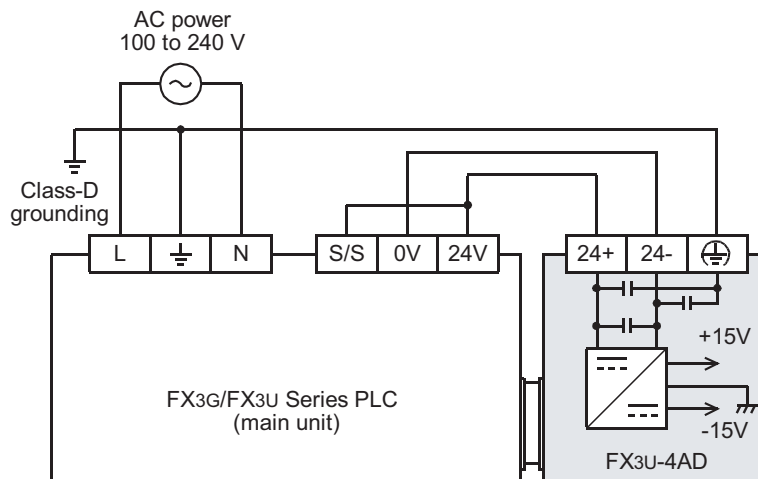 AC power
100 to 240 V
Class-D
grounding
L
N
S/S
0V
24V
24+
24-
+15V
-15V
FX3G/FX3U Series PLC
(main unit)
FX3U-4AD